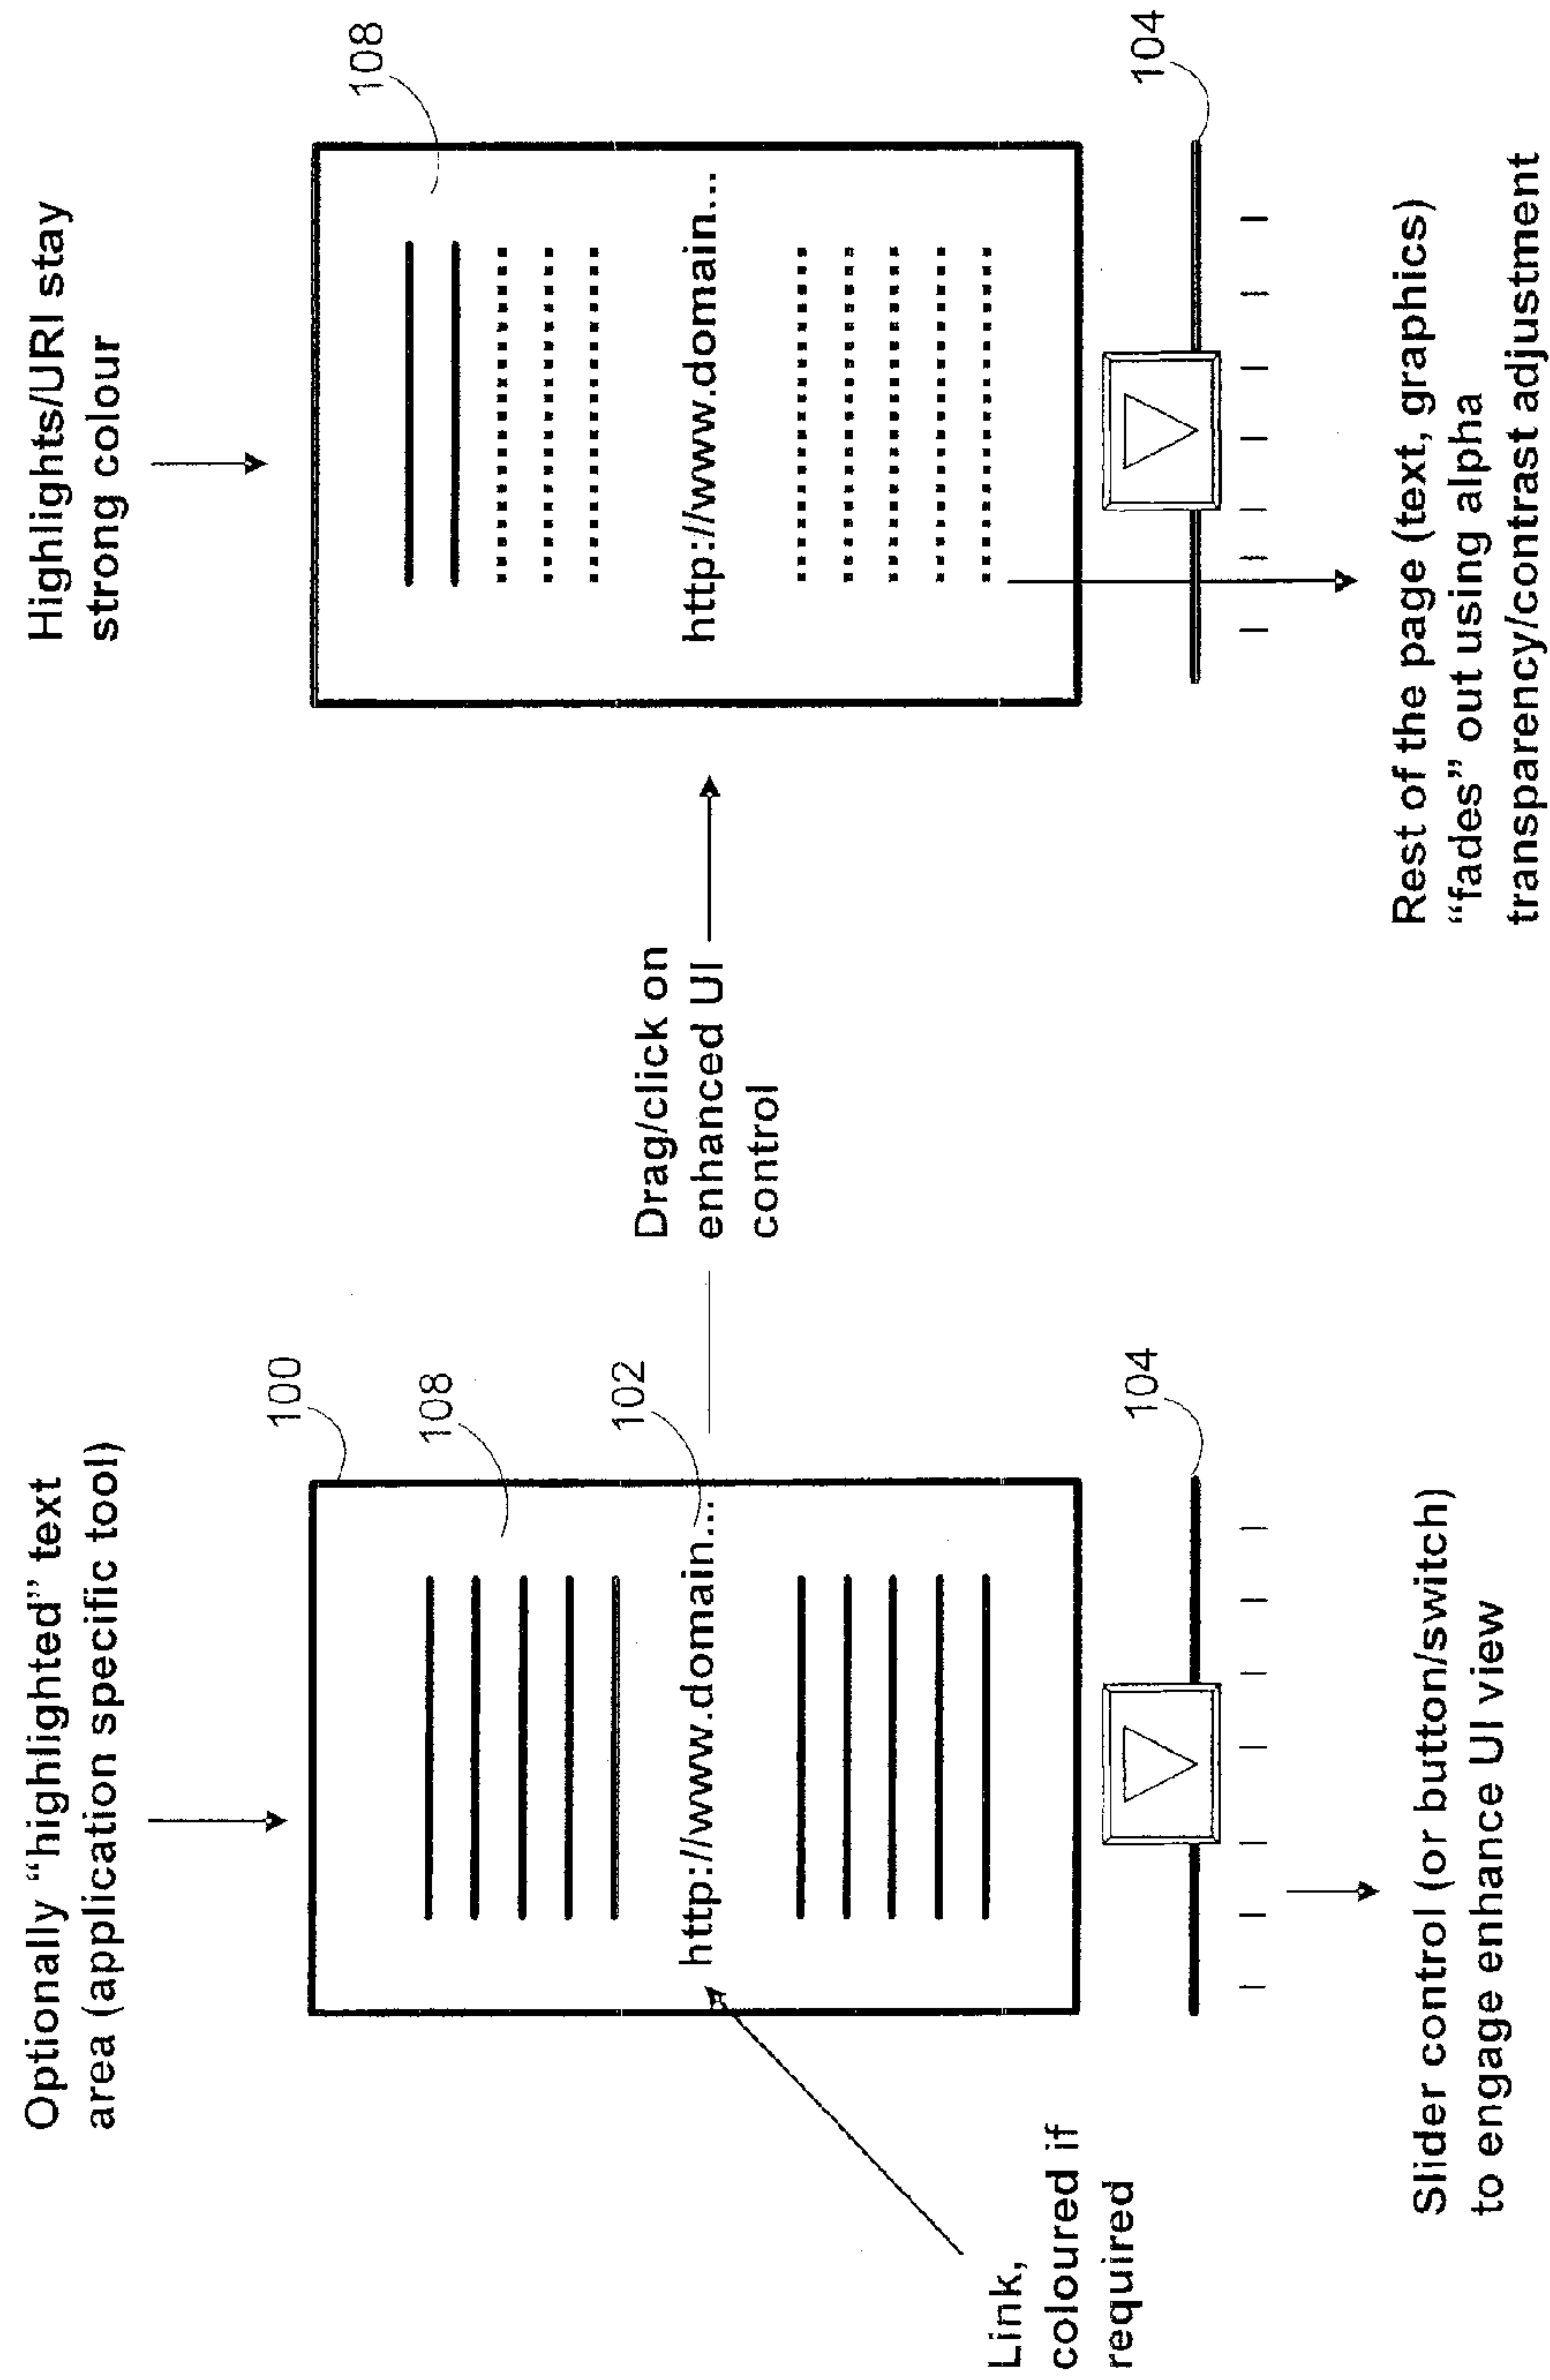 Optionally “highlighted” text
area (application specific tool)
100
108
102
http://www.domain...
Link,
coloured if
required
104
Slider control (or button/switch)
to engage enhance UI view
Drag/click on
enhanced UI
control
Highlights/URI stay
strong colour
108
http://www.domain...
104
Rest of the page (text, graphics)
“fades” out using alpha
transparency/contrast adjustment